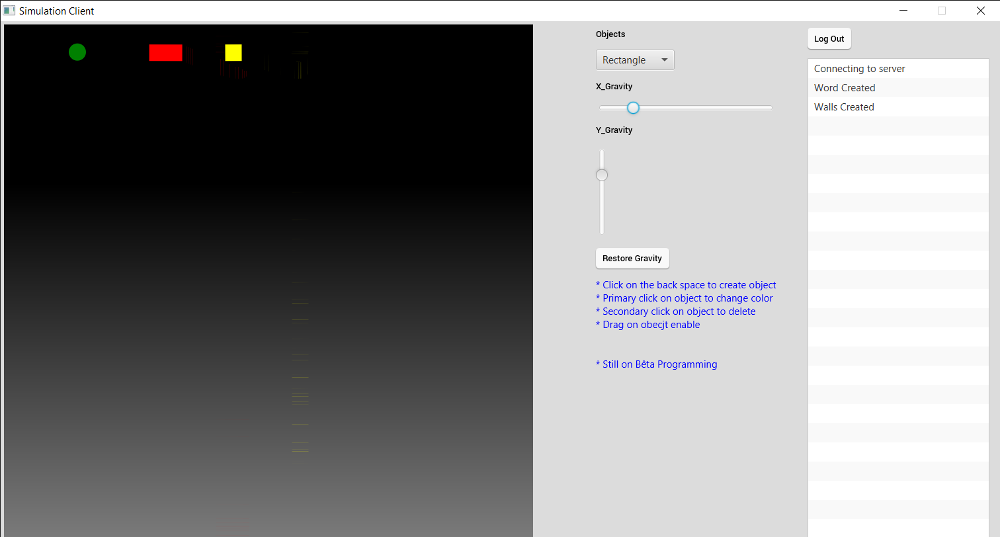 Simulation Client
Objects
Rectangle
X_Gravity
Y_Gravity
Restore Gravity
* Click on the back space to create object
* Primary click on object to change color
* Secondary click on object to delete
* Drag on obecjt enable
* Still on Bêta Programming
Log Out
Connecting to server
Word Created
Walls Created